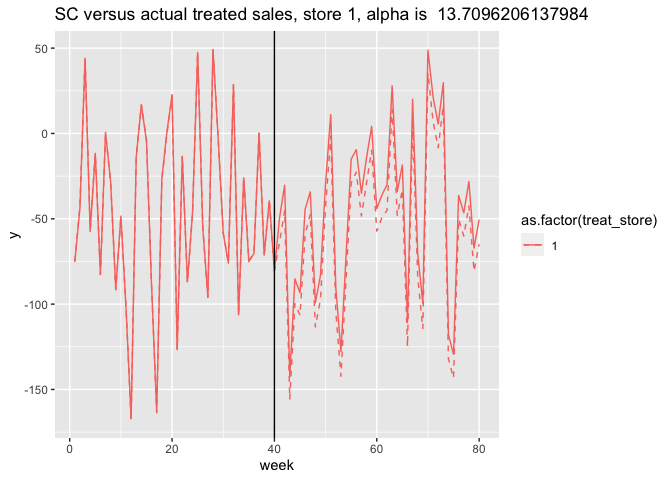 SC versus actual treated sales, store 1, alpha is 13.7096206137984
50
0
-50
-100
-150
y
0 20 40 60 80
week
as.factor(treat_store)
1